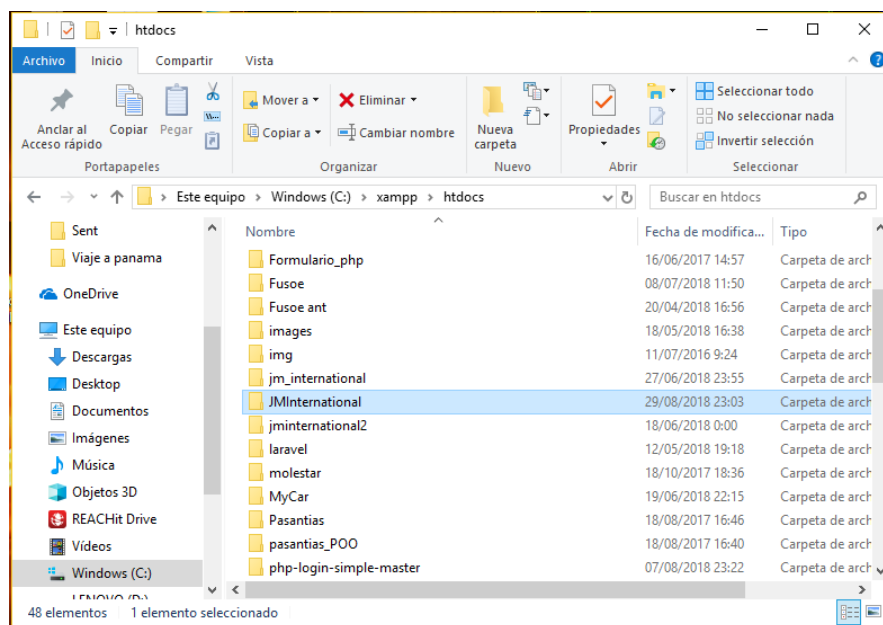 htdocs
Archivo Inicio Compartir Vista
Anclar al Acceso rápido
Copiar
Pegar
Portapapeles
Mover a
Copiar a
Eliminar
Cambiar nombre
Organizar
Nueva carpeta
Nuevo
Propiedades
Abrir
Seleccionar todo
No seleccionar nada
Invertir selección
Seleccionar
Este equipo > Windows (C:) > xampp > htdocs
Buscar en htdocs
Sent
Viaje a panama
OneDrive
Este equipo
Descargas
Desktop
Documentos
Imágenes
Música
Objetos 3D
REACHit Drive
Vídeos
Windows (C:)
LENOVO (D:)
Nombre Fecha de modifica... Tipo
Formulario_php 16/06/2017 14:57 Carpeta de arch
Fusoe 08/07/2018 11:50 Carpeta de arch
Fusoe ant 20/04/2018 16:56 Carpeta de arch
images 18/05/2018 16:38 Carpeta de arch
img 11/07/2016 9:24 Carpeta de arch
jm_international 27/06/2018 23:55 Carpeta de arch
JMInternational 29/08/2018 23:03 Carpeta de arch
jminternational2 18/06/2018 0:00 Carpeta de arch
laravel 12/05/2018 19:18 Carpeta de arch
molestar 18/10/2017 18:36 Carpeta de arch
MyCar 19/06/2018 22:15 Carpeta de arch
Pasantias 18/08/2017 16:46 Carpeta de arch
pasantias_POO 18/08/2017 16:40 Carpeta de arch
php-login-simple-master 07/08/2018 23:22 Carpeta de arch
48 elementos 1 elemento seleccionado